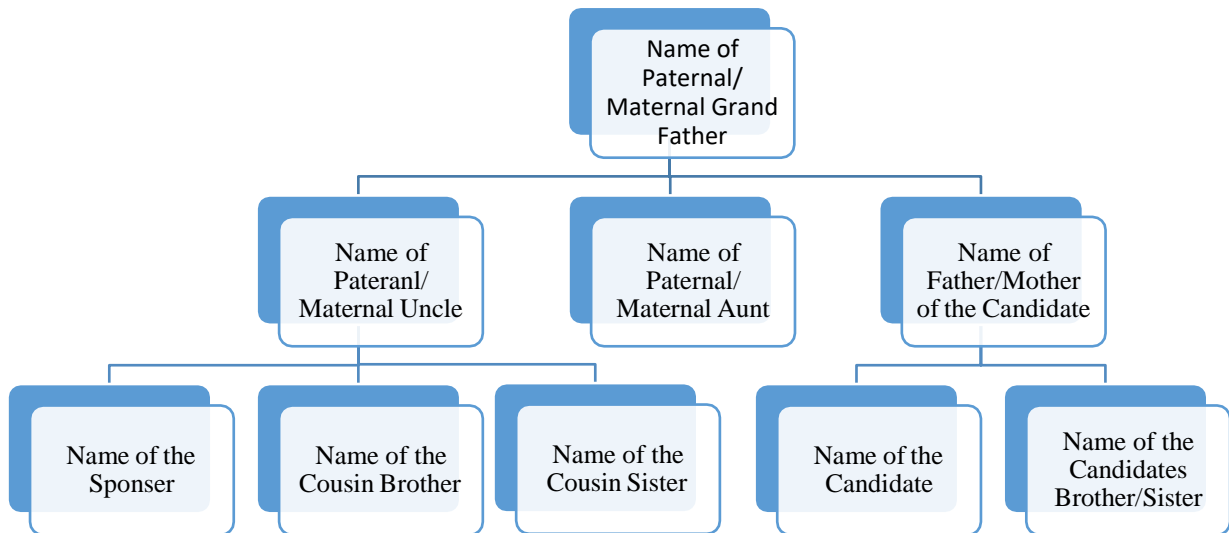 Name of
Paternal/
Maternal Grand
Father
Name of
Pateranl/
Maternal Uncle
Name of
Paternal/
Maternal Aunt
Name of
Father/Mother
of the Candidate
Name of the
Sponser
Name of the
Cousin Brother
Name of the
Cousin Sister
Name of the
Candidate
Name of the
Candidates
Brother/Sister